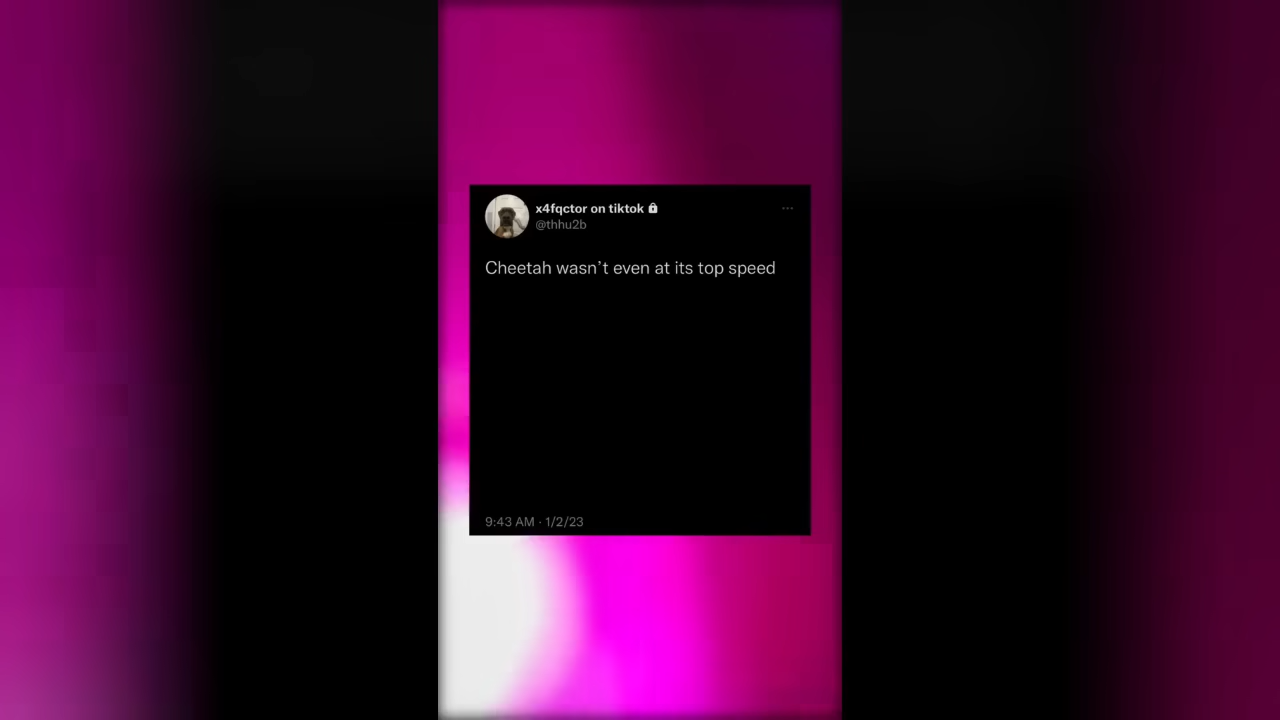 x4fqctor on tiktok
@thhu2b
Cheetah wasn’t even at its top speed
9:43 AM · 1/2/23